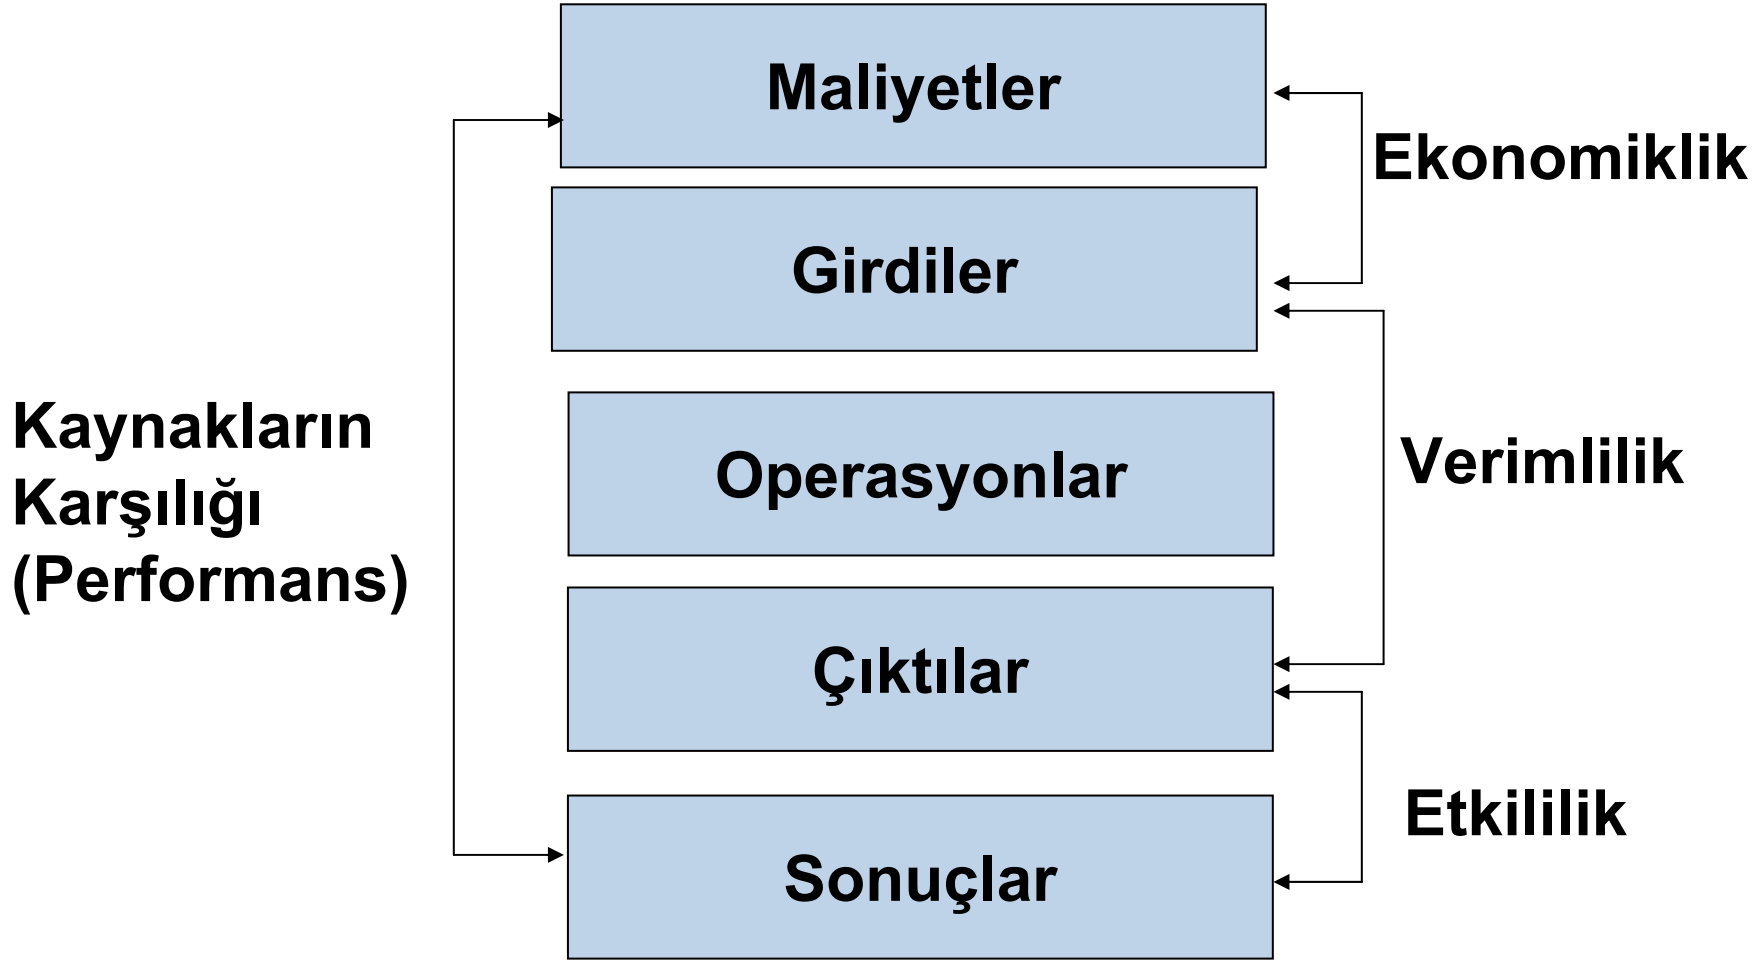 Maliyetler
Ekonomiklik
Girdiler
Kaynakların
Karşılığı
(Performans)
Verimlilik
Operasyonlar
Çıktılar
Etkililik
Sonuçlar